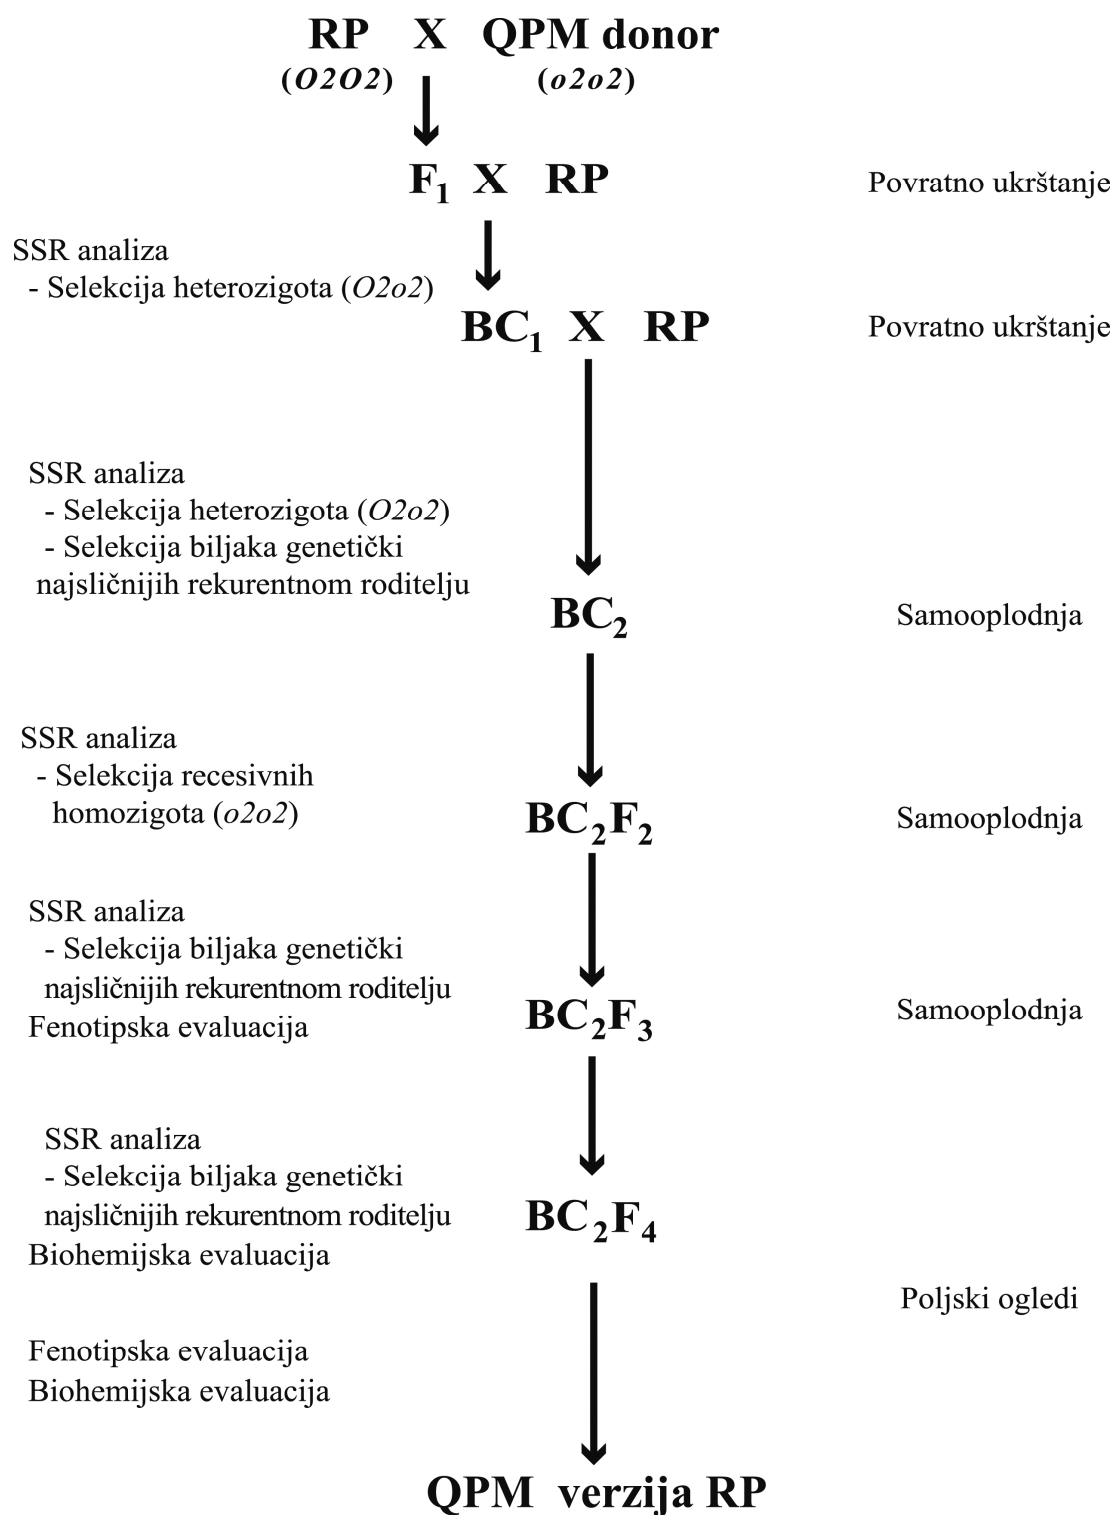 RP X QPM donor
(O2O2) (o2o2)
F₁ X RP Povratno ukrštanje
SSR analiza
- Selekcija heterozigota (O2o2)
BC₁ X RP Povratno ukrštanje
SSR analiza
- Selekcija heterozigota (O2o2)
- Selekcija biljaka genetički
najsličnijih rekurentnom roditelju
BC₂ Samooplodnja
SSR analiza
- Selekcija recesivnih
homozigota (o2o2)
BC₂F₂ Samooplodnja
SSR analiza
- Selekcija biljaka genetički
najsličnijih rekurentnom roditelju
Fenotipska evaluacija
BC₂F₃ Samooplodnja
SSR analiza
- Selekcija biljaka genetički
najsličnijih rekurentnom roditelju
Biohemijska evaluacija
BC₂F₄
Poljski ogledi
Fenotipska evaluacija
Biohemijska evaluacija
QPM verzija RP